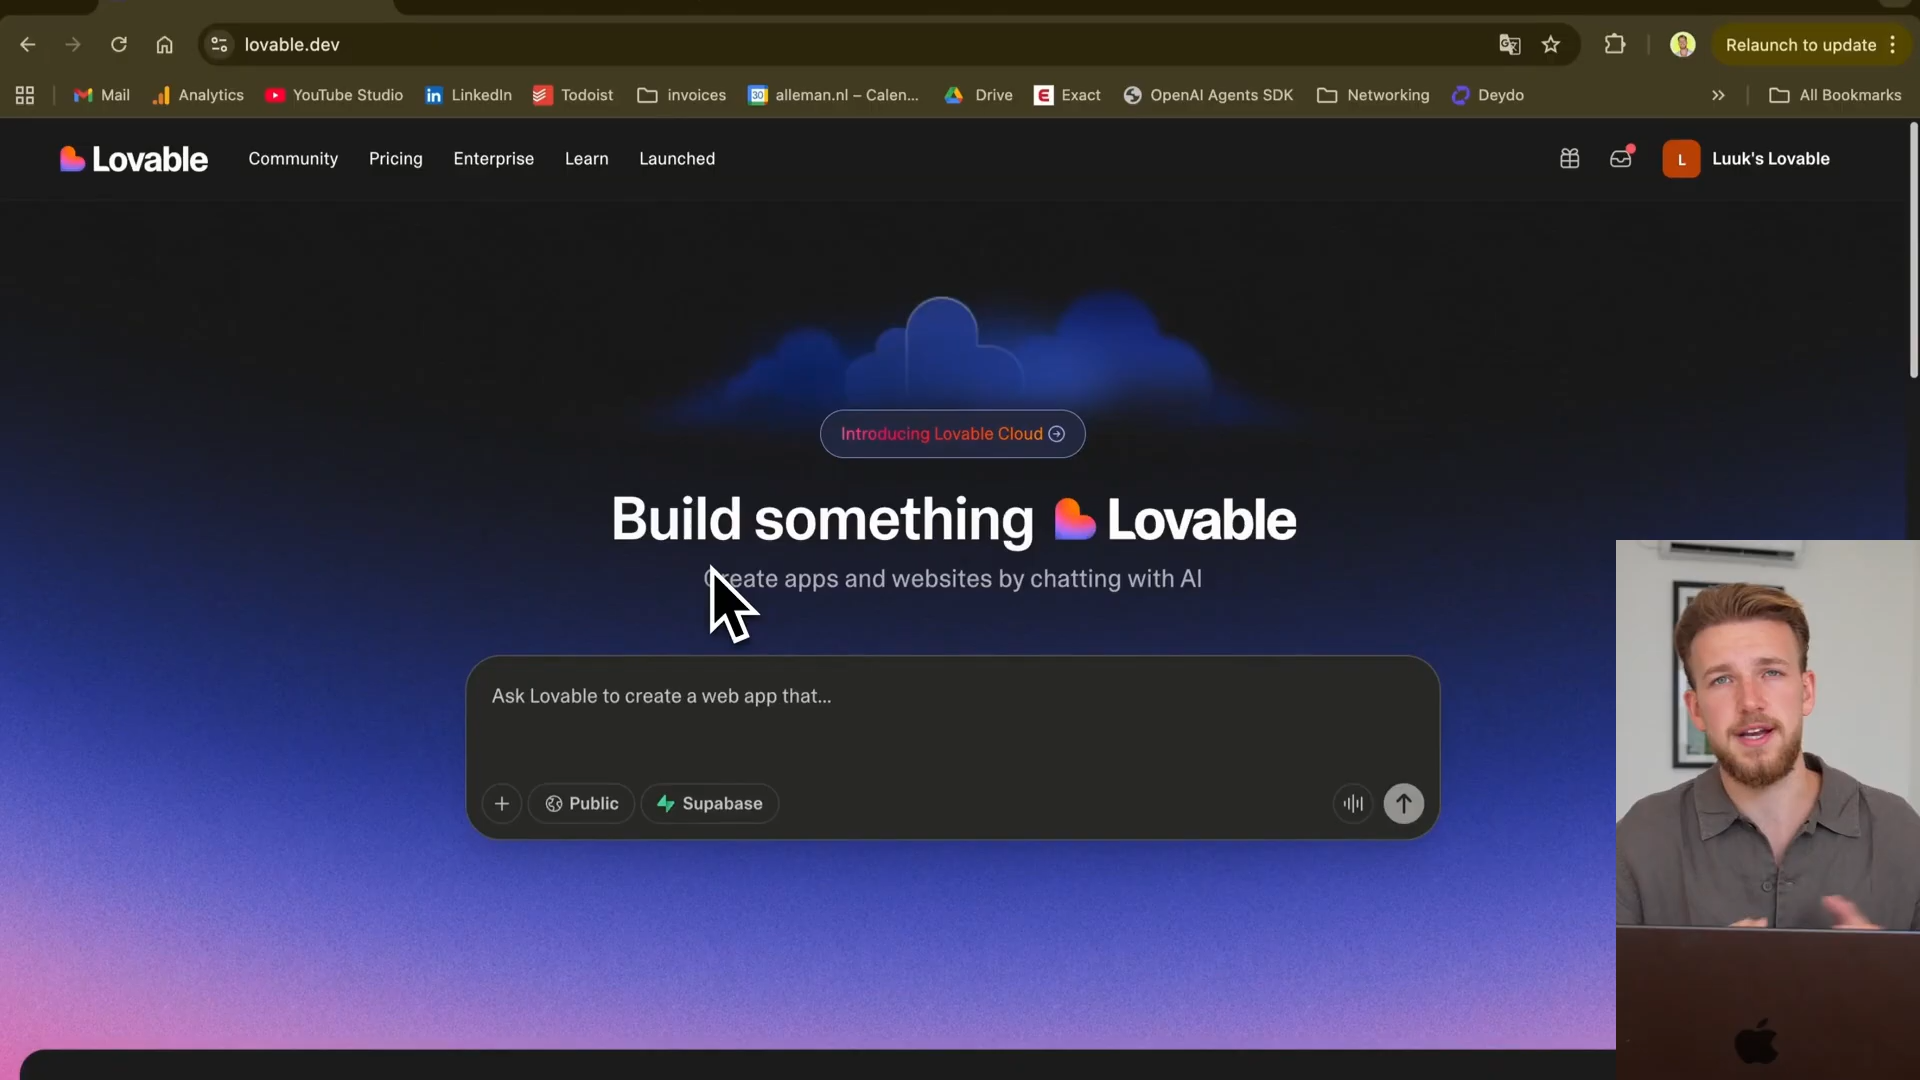 lovable.dev
Relaunch to update
Mail
Analytics
YouTube Studio
LinkedIn
Todoist
invoices
30
alleman.nl – Calen...
Drive
E
Exact
OpenAI Agents SDK
Networking
Deydo
All Bookmarks
Lovable
Community
Pricing
Enterprise
Learn
Launched
L
Luuk's Lovable
Introducing Lovable Cloud
Build something Lovable
Create apps and websites by chatting with AI
Ask Lovable to create a web app that...
Public
Supabase